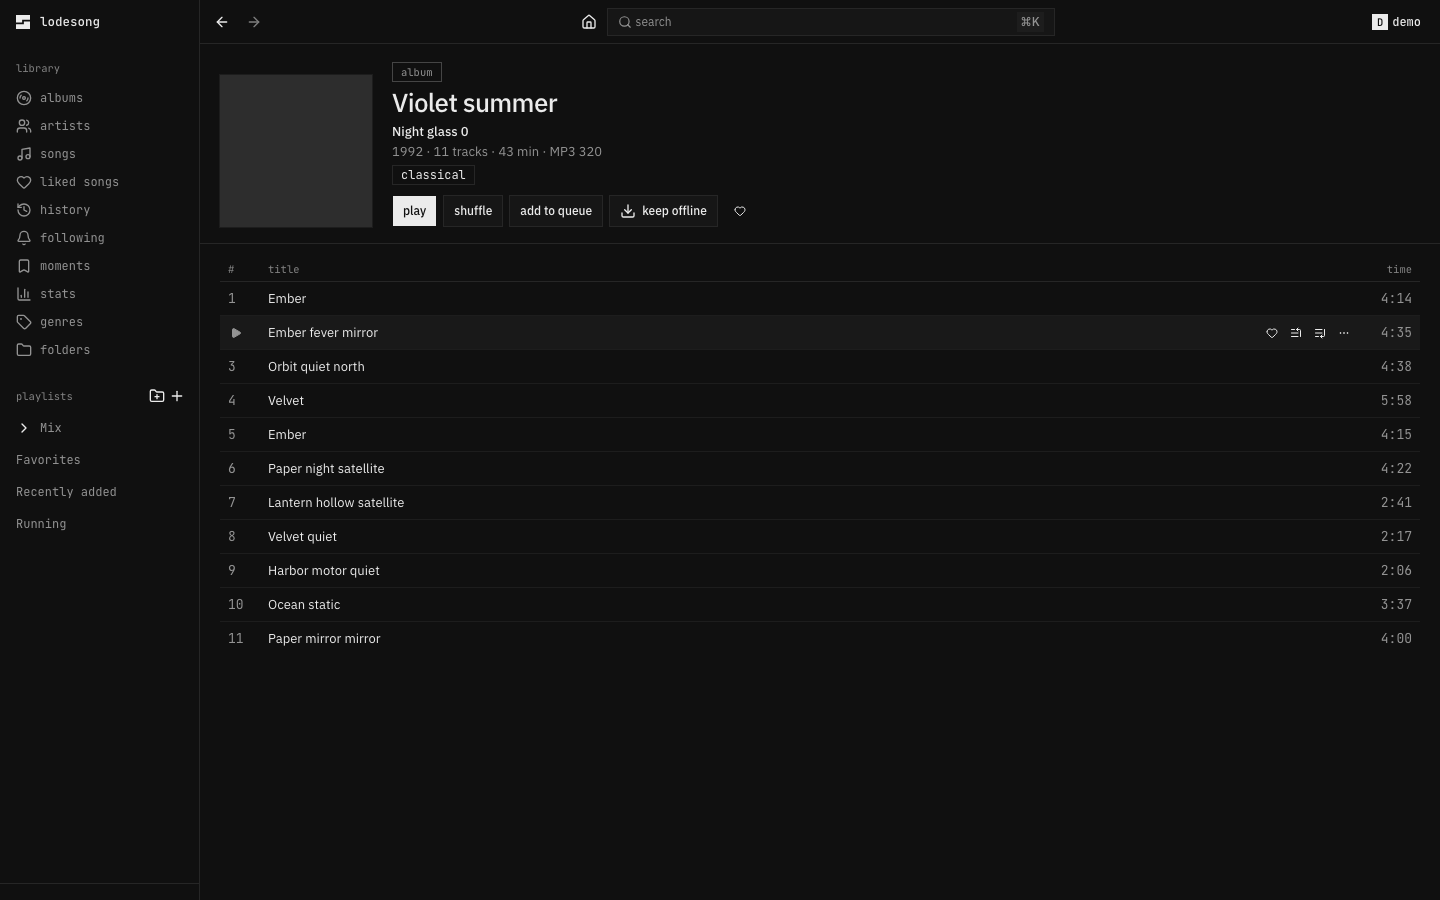 lodesong
search
⌘K
D demo
library
albums
artists
songs
liked songs
history
following
moments
stats
genres
folders
playlists
Mix
Favorites
Recently added
Running
album
Violet summer
Night glass 0
1992 · 11 tracks · 43 min · MP3 320
classical
play shuffle add to queue keep offline
# title time
1 Ember 4:14
Ember fever mirror 4:35
3 Orbit quiet north 4:38
4 Velvet 5:58
5 Ember 4:15
6 Paper night satellite 4:22
7 Lantern hollow satellite 2:41
8 Velvet quiet 2:17
9 Harbor motor quiet 2:06
10 Ocean static 3:37
11 Paper mirror mirror 4:00